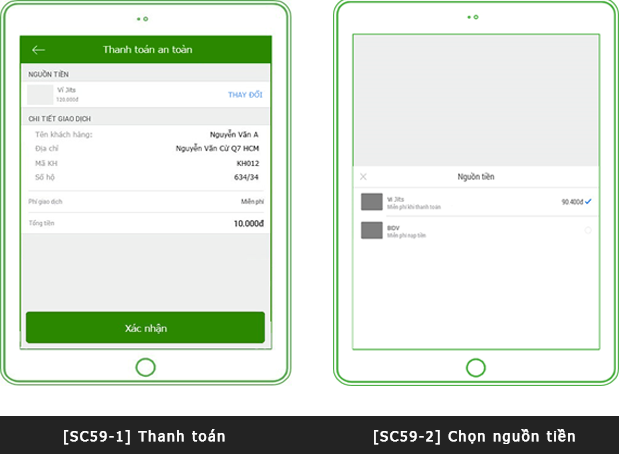 Thanh toán an toàn
NGUỒN TIỀN
Ví Jits
120.000đ
THAY ĐỔI
CHI TIẾT GIAO DỊCH
Tên khách hàng: Nguyễn Văn A
Địa chỉ Nguyễn Văn Cừ Q7 HCM
Mã KH KH012
Số hộ 634/34
Phí giao dịch Miễn phí
Tổng tiền 10.000đ
Xác nhận
[SC59-1] Thanh toán
Nguồn tiền
Ví Jits
Miễn phí khi thanh toán
90.400đ
BIDV
Miễn phí nạp tiền
[SC59-2] Chọn nguồn tiền